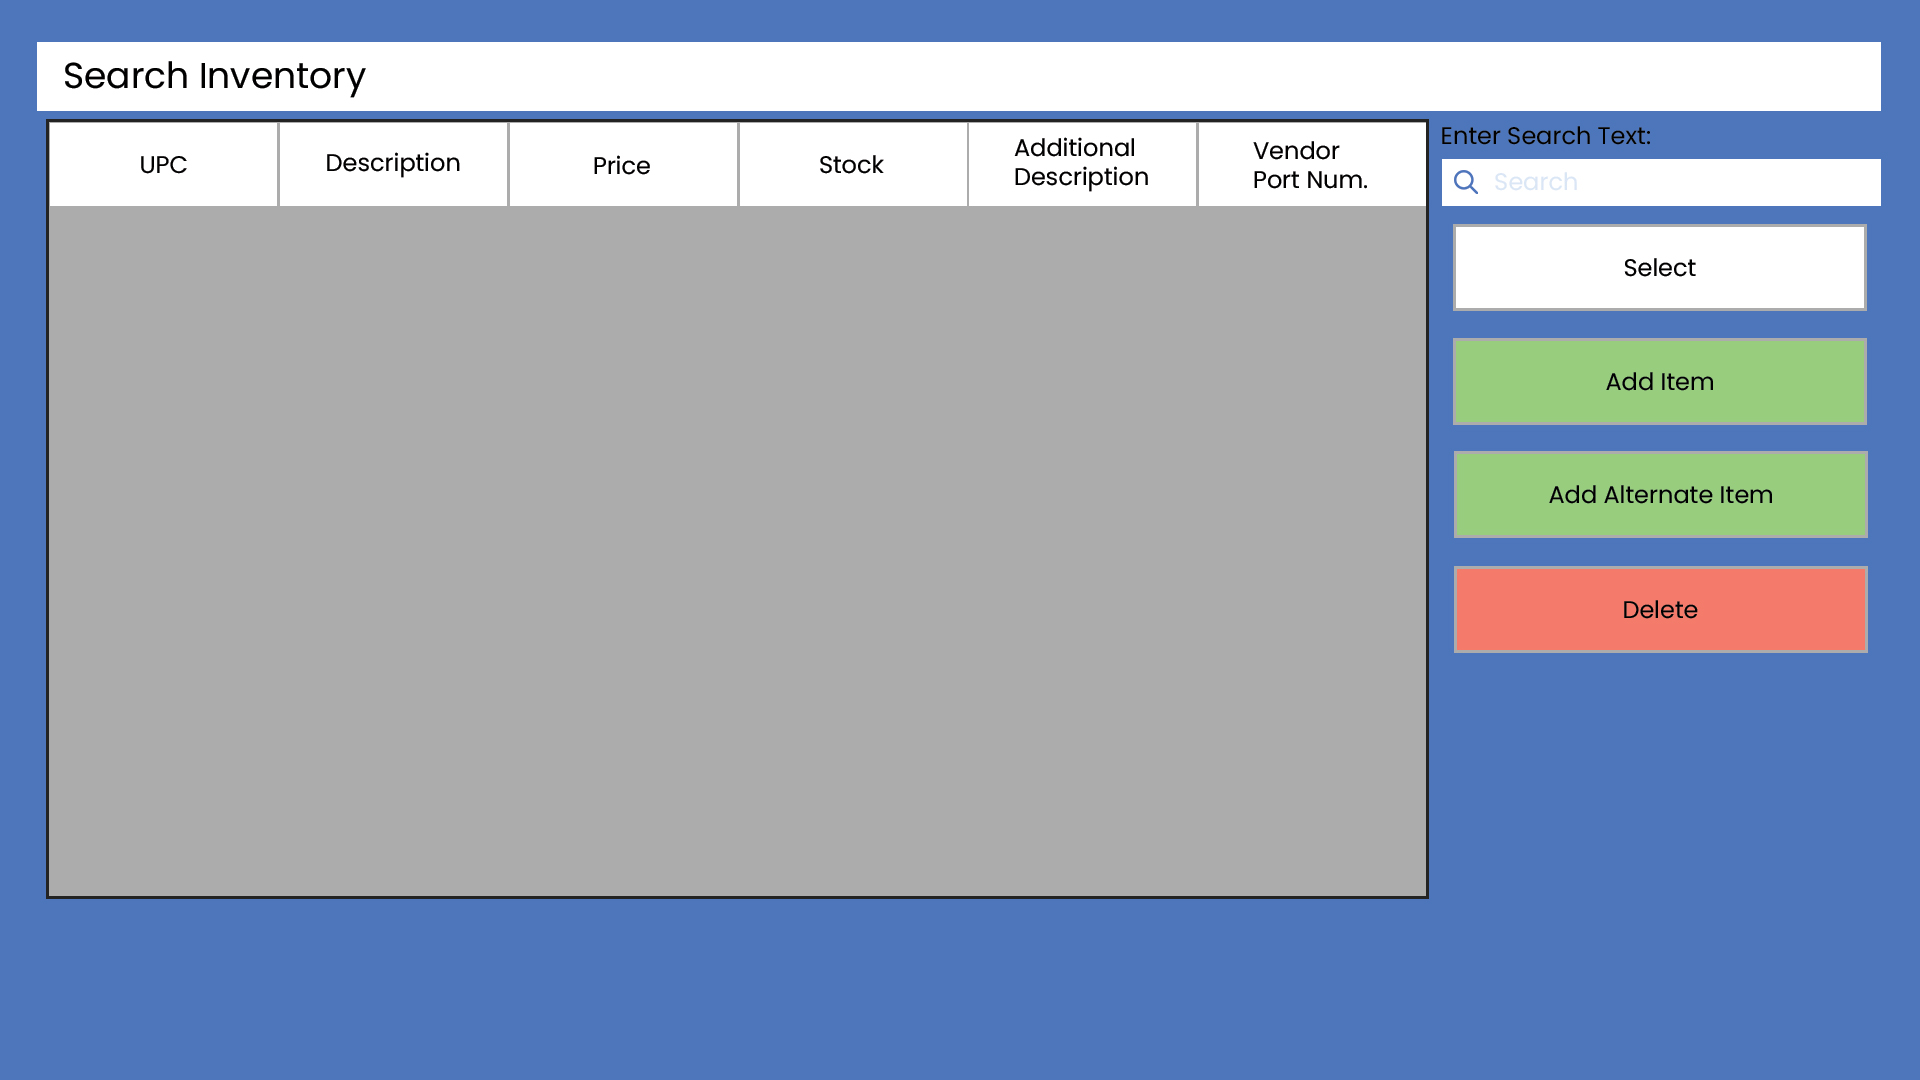 Search Inventory
UPC
Description
Price
Stock
Additional
Description
Vendor
Port Num.
Enter Search Text:
Search
Select
Add Item
Add Alternate Item
Delete